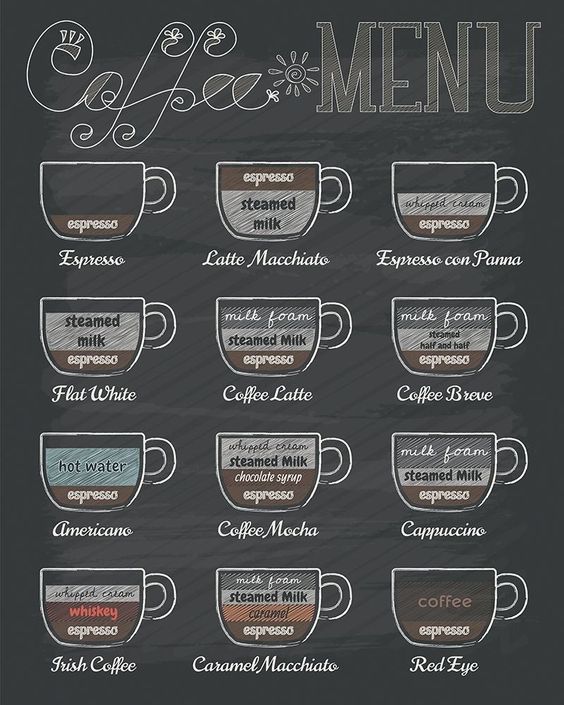 Coffee MENU
espresso
Espresso
espresso
steamed
milk
Latte Macchiato
whipped cream
espresso
Espresso con Panna
steamed
milk
espresso
Flat White
milk foam
steamed Milk
espresso
Coffee Latte
milk foam
steamed
half and half
espresso
Coffee Breve
hot water
espresso
Americano
whipped cream
steamed Milk
chocolate syrup
espresso
Coffee Mocha
milk foam
steamed Milk
espresso
Cappuccino
whipped cream
whiskey
espresso
Irish Coffee
milk foam
steamed Milk
caramel
espresso
Caramel Macchiato
coffee
espresso
Red Eye